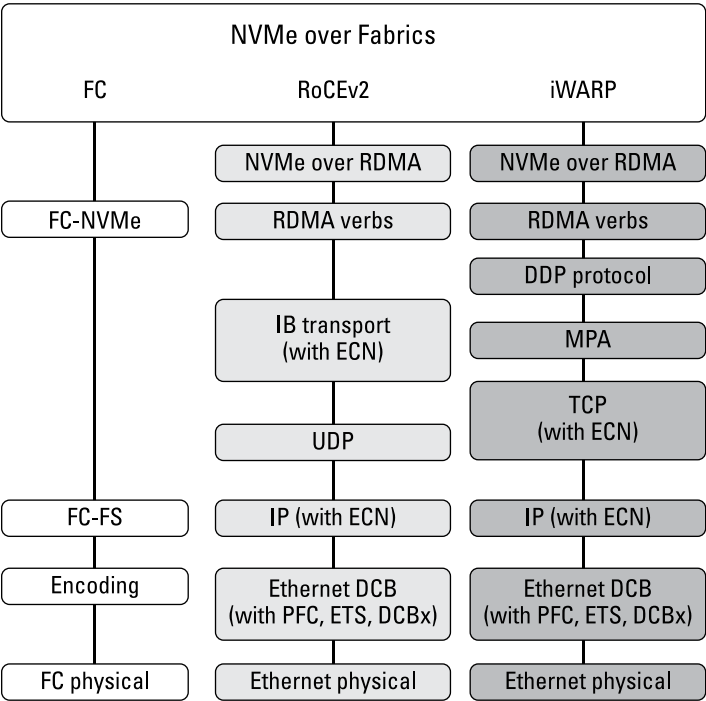 NVMe over Fabrics
FC
RoCEv2
iWARP
NVMe over RDMA
NVMe over RDMA
FC-NVMe
RDMA verbs
RDMA verbs
DDP protocol
IB transport
(with ECN)
MPA
TCP
(with ECN)
UDP
FC-FS
IP (with ECN)
IP (with ECN)
Encoding
Ethernet DCB
(with PFC, ETS, DCBx)
Ethernet DCB
(with PFC, ETS, DCBx)
FC physical
Ethernet physical
Ethernet physical